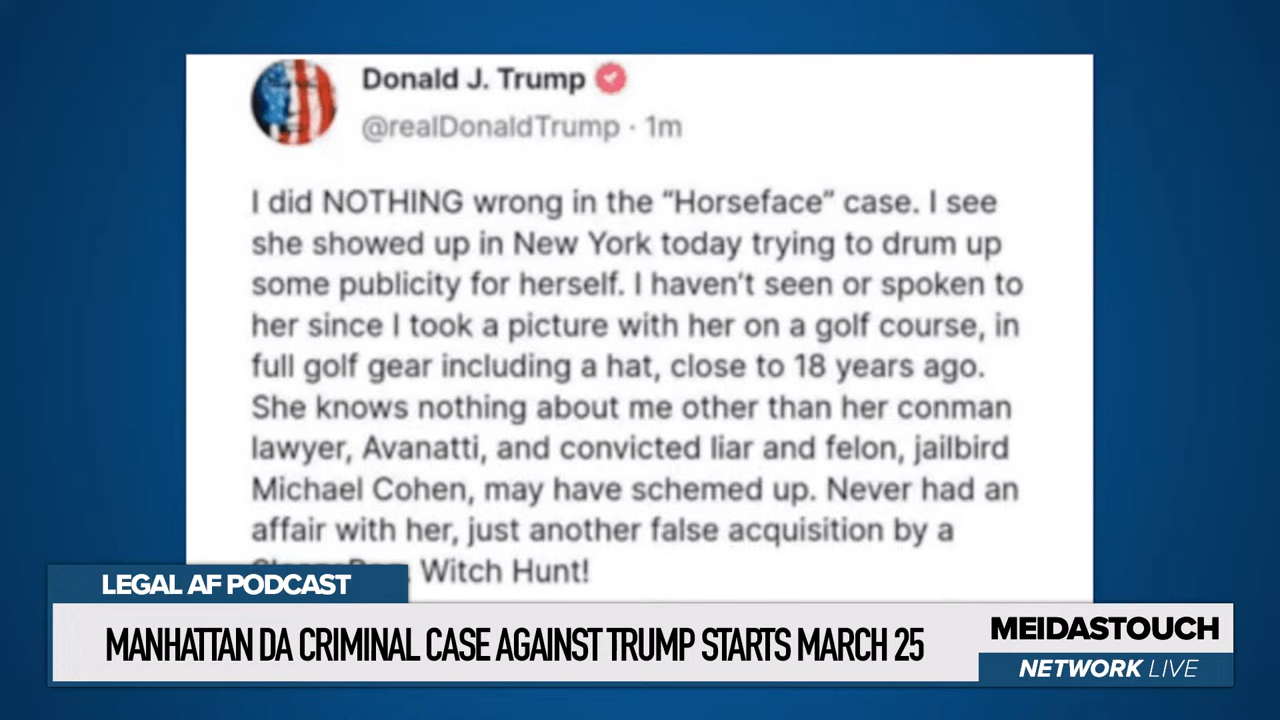 Donald J. Trump
@realDonaldTrump · 1m
I did NOTHING wrong in the “Horseface” case. I see
she showed up in New York today trying to drum up
some publicity for herself. I haven’t seen or spoken to
her since I took a picture with her on a golf course, in
full golf gear including a hat, close to 18 years ago.
She knows nothing about me other than her conman
lawyer, Avanatti, and convicted liar and felon, jailbird
Michael Cohen, may have schemed up. Never had an
affair with her, just another false acquisition by a
Witch Hunt!
LEGAL AF PODCAST
MANHATTAN DA CRIMINAL CASE AGAINST TRUMP STARTS MARCH 25
MEIDASTOUCH
NETWORK LIVE